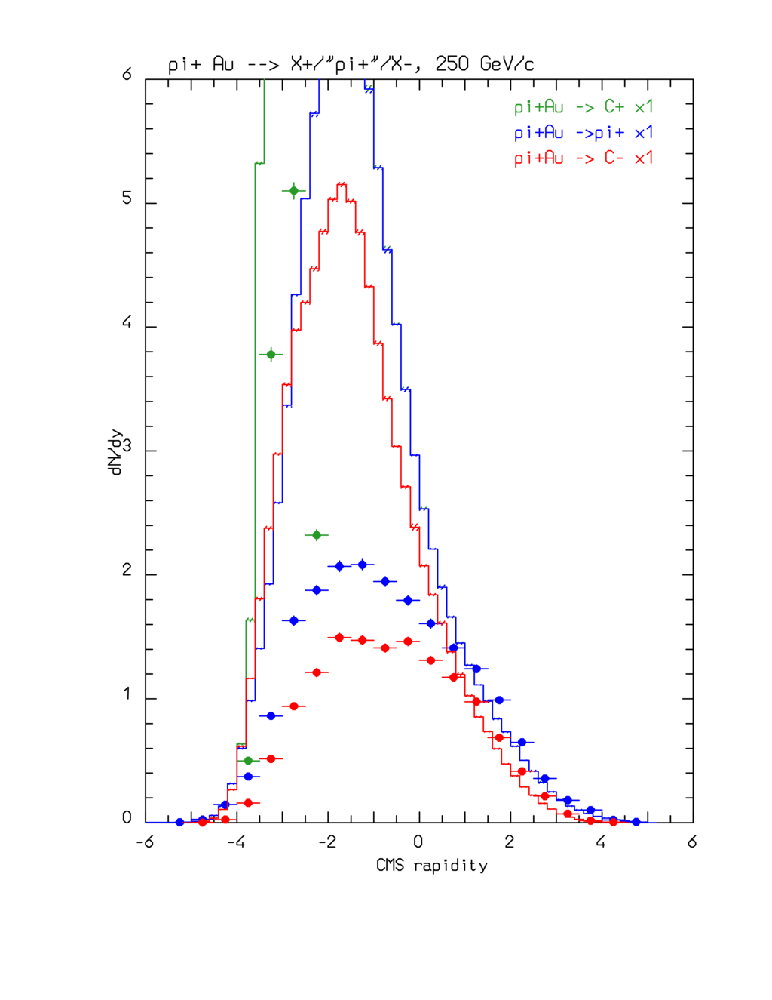 pi+ Au --> X+/"pi+"/X-, 250 GeV/c
pi+Au -> C+ x1
pi+Au ->pi+ x1
pi+Au -> C- x1
6
5
4
3
2
1
0
dN/dy
-6 -4 -2 0 2 4 6
CMS rapidity